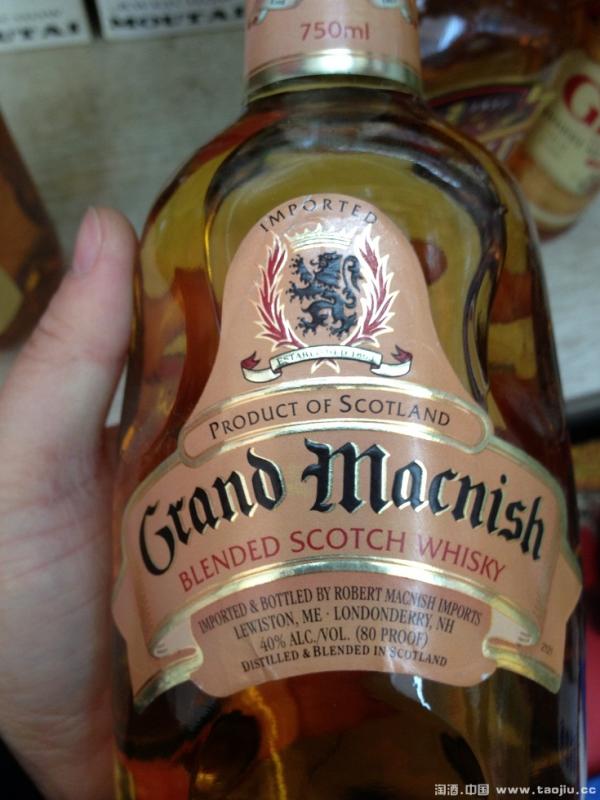 MOUTAI
750ml
IMPORTED
PRODUCT OF SCOTLAND
Grand Macnish
BLENDED SCOTCH WHISKY
IMPORTED & BOTTLED BY ROBERT MACNISH IMPORTS
LEWISTON, ME · LONDONDERRY, NH
40% ALC./VOL. (80 PROOF)
DISTILLED & BLENDED IN SCOTLAND
淘酒.中国 www.taojiu.cc